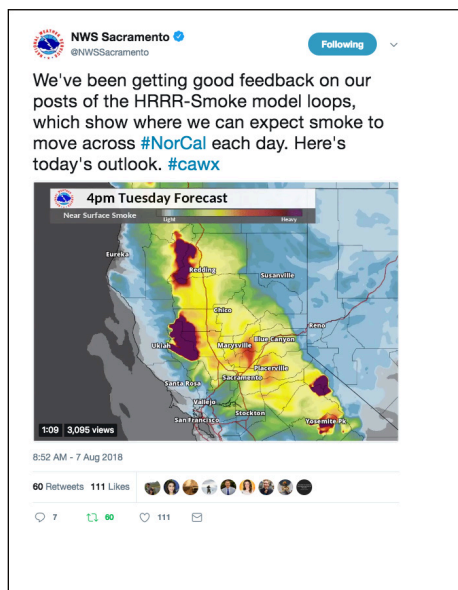 NWS Sacramento
@NWSSacramento
Following
We've been getting good feedback on our
posts of the HRRR-Smoke model loops,
which show where we can expect smoke to
move across #NorCal each day. Here's
today's outlook. #cawx
4pm Tuesday Forecast
Near Surface Smoke
Light Heavy
Eureka
Redding
Susanville
Chico
Reno
Ukiah
Marysville
Blue Canyon
Placerville
Santa Rosa
Sacramento
Vallejo
Stockton
San Francisco
Yosemite Pk
1:09 3,095 views
8:52 AM - 7 Aug 2018
60 Retweets 111 Likes
7 60 111